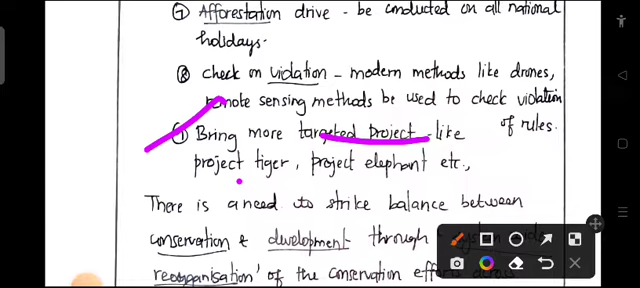 ⑦ Afforestation drive - be conducted on all national
holidays.
⑧ check on violation - modern methods like drones,
remote sensing methods be used to check violation
of rules.
Bring more targeted project - like
project tiger, project elephant etc.,
There is a need to strike balance between
conservation & development through
reorganisation' of the conservation efforts